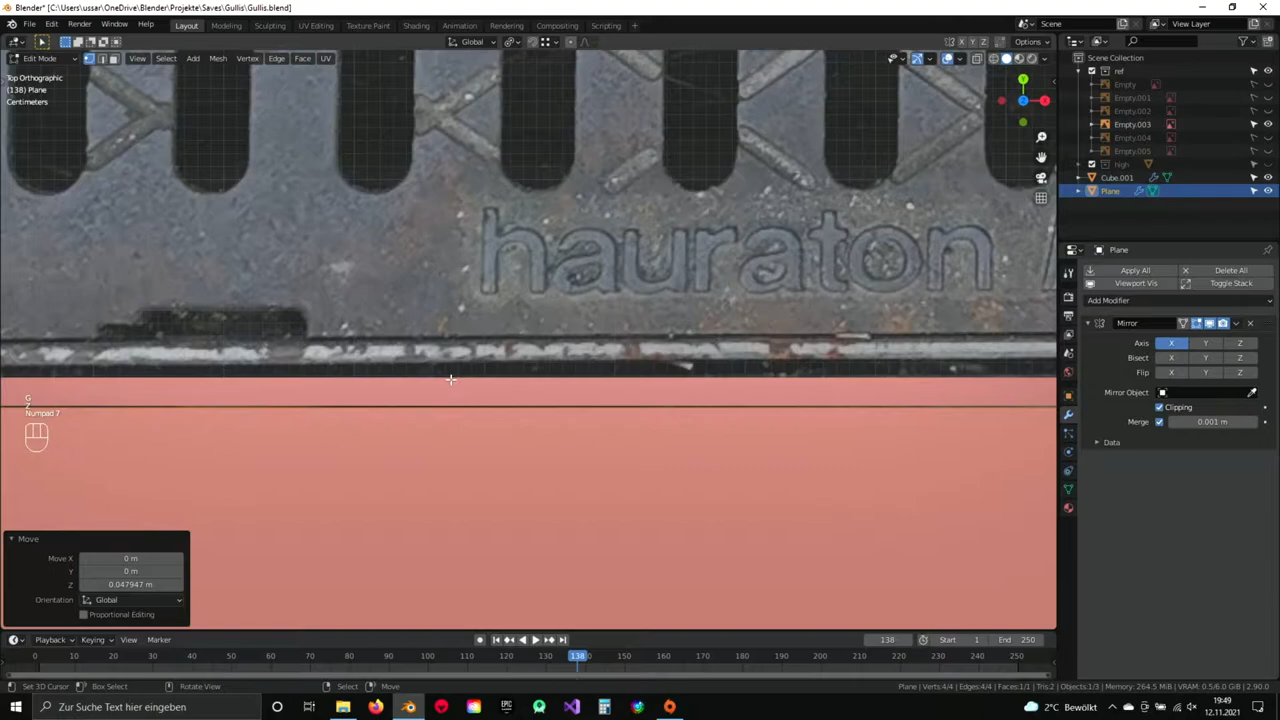 Blender* [C:\Users\ussar\OneDrive\Blender\Projekte\Saves\Gullis\Gullis.blend]
File Edit Render Window Help Layout Modeling Sculpting UV Editing Texture Paint Shading Animation Rendering Compositing Scripting + Scene View Layer
Global Options
Edit Mode View Select Add Mesh Vertex Edge Face UV
Top Orthographic
(138) Plane
Centimeters
X Y Z
Y
X
Z
hauraton
G
Z
Numpad 7
Move
Move X 0 m
Y 0 m
Z 0.047947 m
Orientation Global
Proportional Editing
Scene Collection
ref
Empty
Empty.001
Empty.002
Empty.003
Empty.004
Empty.005
high
Cube.001
Plane
Plane
Apply All Delete All
Viewport Vis Toggle Stack
Add Modifier
Mirror
Axis X Y Z
Bisect X Y Z
Flip X Y Z
Mirror Object
Clipping
Merge 0.001 m
Data
Playback Keying View Marker 138 Start 1 End 250
0 10 20 30 40 50 60 70 80 90 100 110 120 130 138 150 160 170 180 190 200 210 220 230 240 250
Set 3D Cursor Box Select Rotate View Select Move Plane | Verts:4/4 | Edges:4/4 | Faces:1/1 | Tris:2 | Objects:1/3 | Memory: 264.5 MiB | VRAM: 0.5/6.0 GiB | 2.90.0
Zur Suche Text hier eingeben 2°C Bewölkt 19:49
12.11.2021